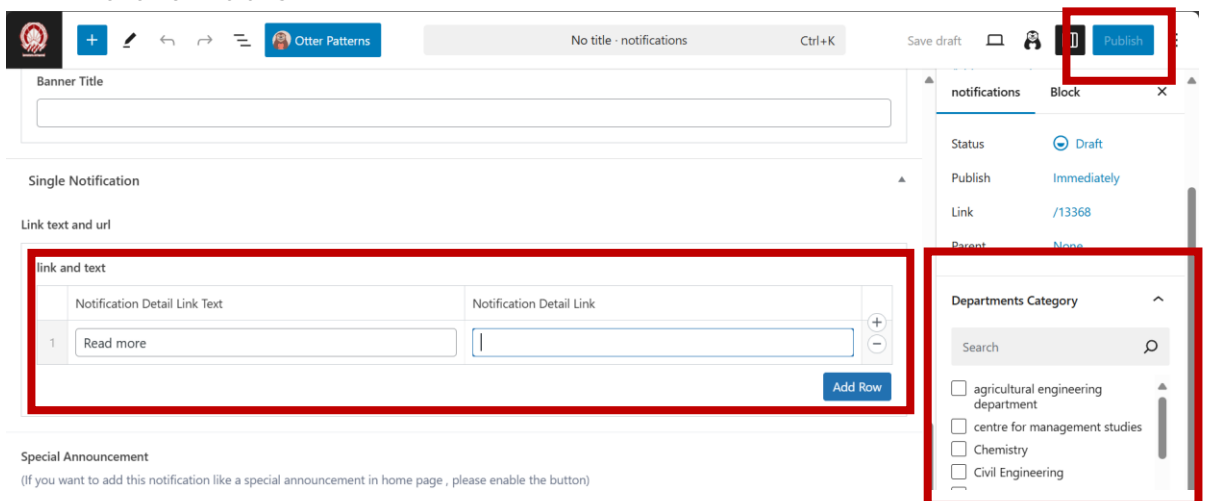 Otter Patterns
No title · notifications
Ctrl+K
Save draft
Publish
Banner Title
notifications
Block
Status
Draft
Publish
Immediately
Link
/13368
Parent
None
Single Notification
Link text and url
link and text
Notification Detail Link Text
Notification Detail Link
1
Read more
Add Row
Departments Category
Search
agricultural engineering
department
centre for management studies
Chemistry
Civil Engineering
Special Announcement
(If you want to add this notification like a special announcement in home page , please enable the button)